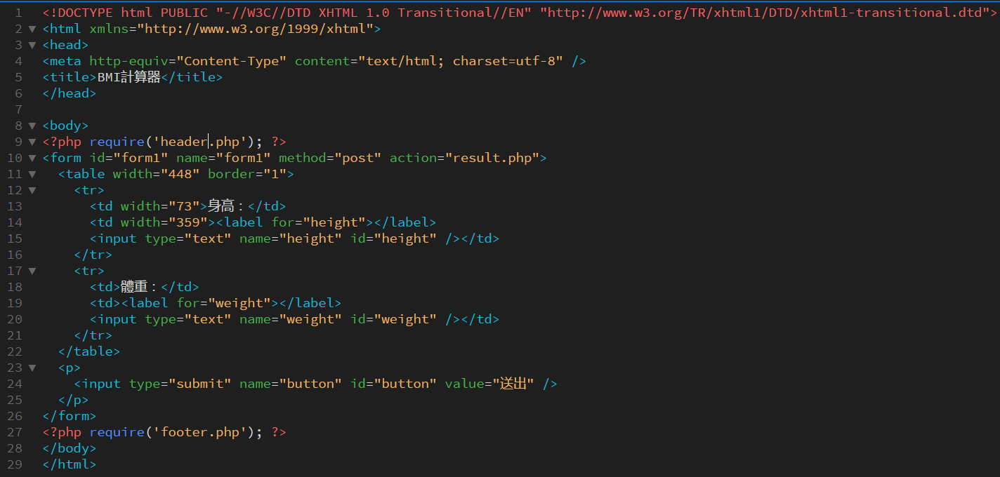 1 <!DOCTYPE html PUBLIC "-//W3C//DTD XHTML 1.0 Transitional//EN" "http://www.w3.org/TR/xhtml1/DTD/xhtml1-transitional.dtd">
2 ▼ <html xmlns="http://www.w3.org/1999/xhtml">
3 ▼ <head>
4 <meta http-equiv="Content-Type" content="text/html; charset=utf-8" />
5 <title>BMI計算器</title>
6 </head>
7
8 ▼ <body>
9 ▼ <?php require('header.php'); ?>
10 ▼ <form id="form1" name="form1" method="post" action="result.php">
11 ▼   <table width="448" border="1">
12 ▼     <tr>
13       <td width="73">身高：</td>
14       <td width="359"><label for="height"></label>
15       <input type="text" name="height" id="height" /></td>
16     </tr>
17 ▼     <tr>
18       <td>體重：</td>
19       <td><label for="weight"></label>
20       <input type="text" name="weight" id="weight" /></td>
21     </tr>
22   </table>
23 ▼   <p>
24     <input type="submit" name="button" id="button" value="送出" />
25   </p>
26 </form>
27 <?php require('footer.php'); ?>
28 </body>
29 </html>